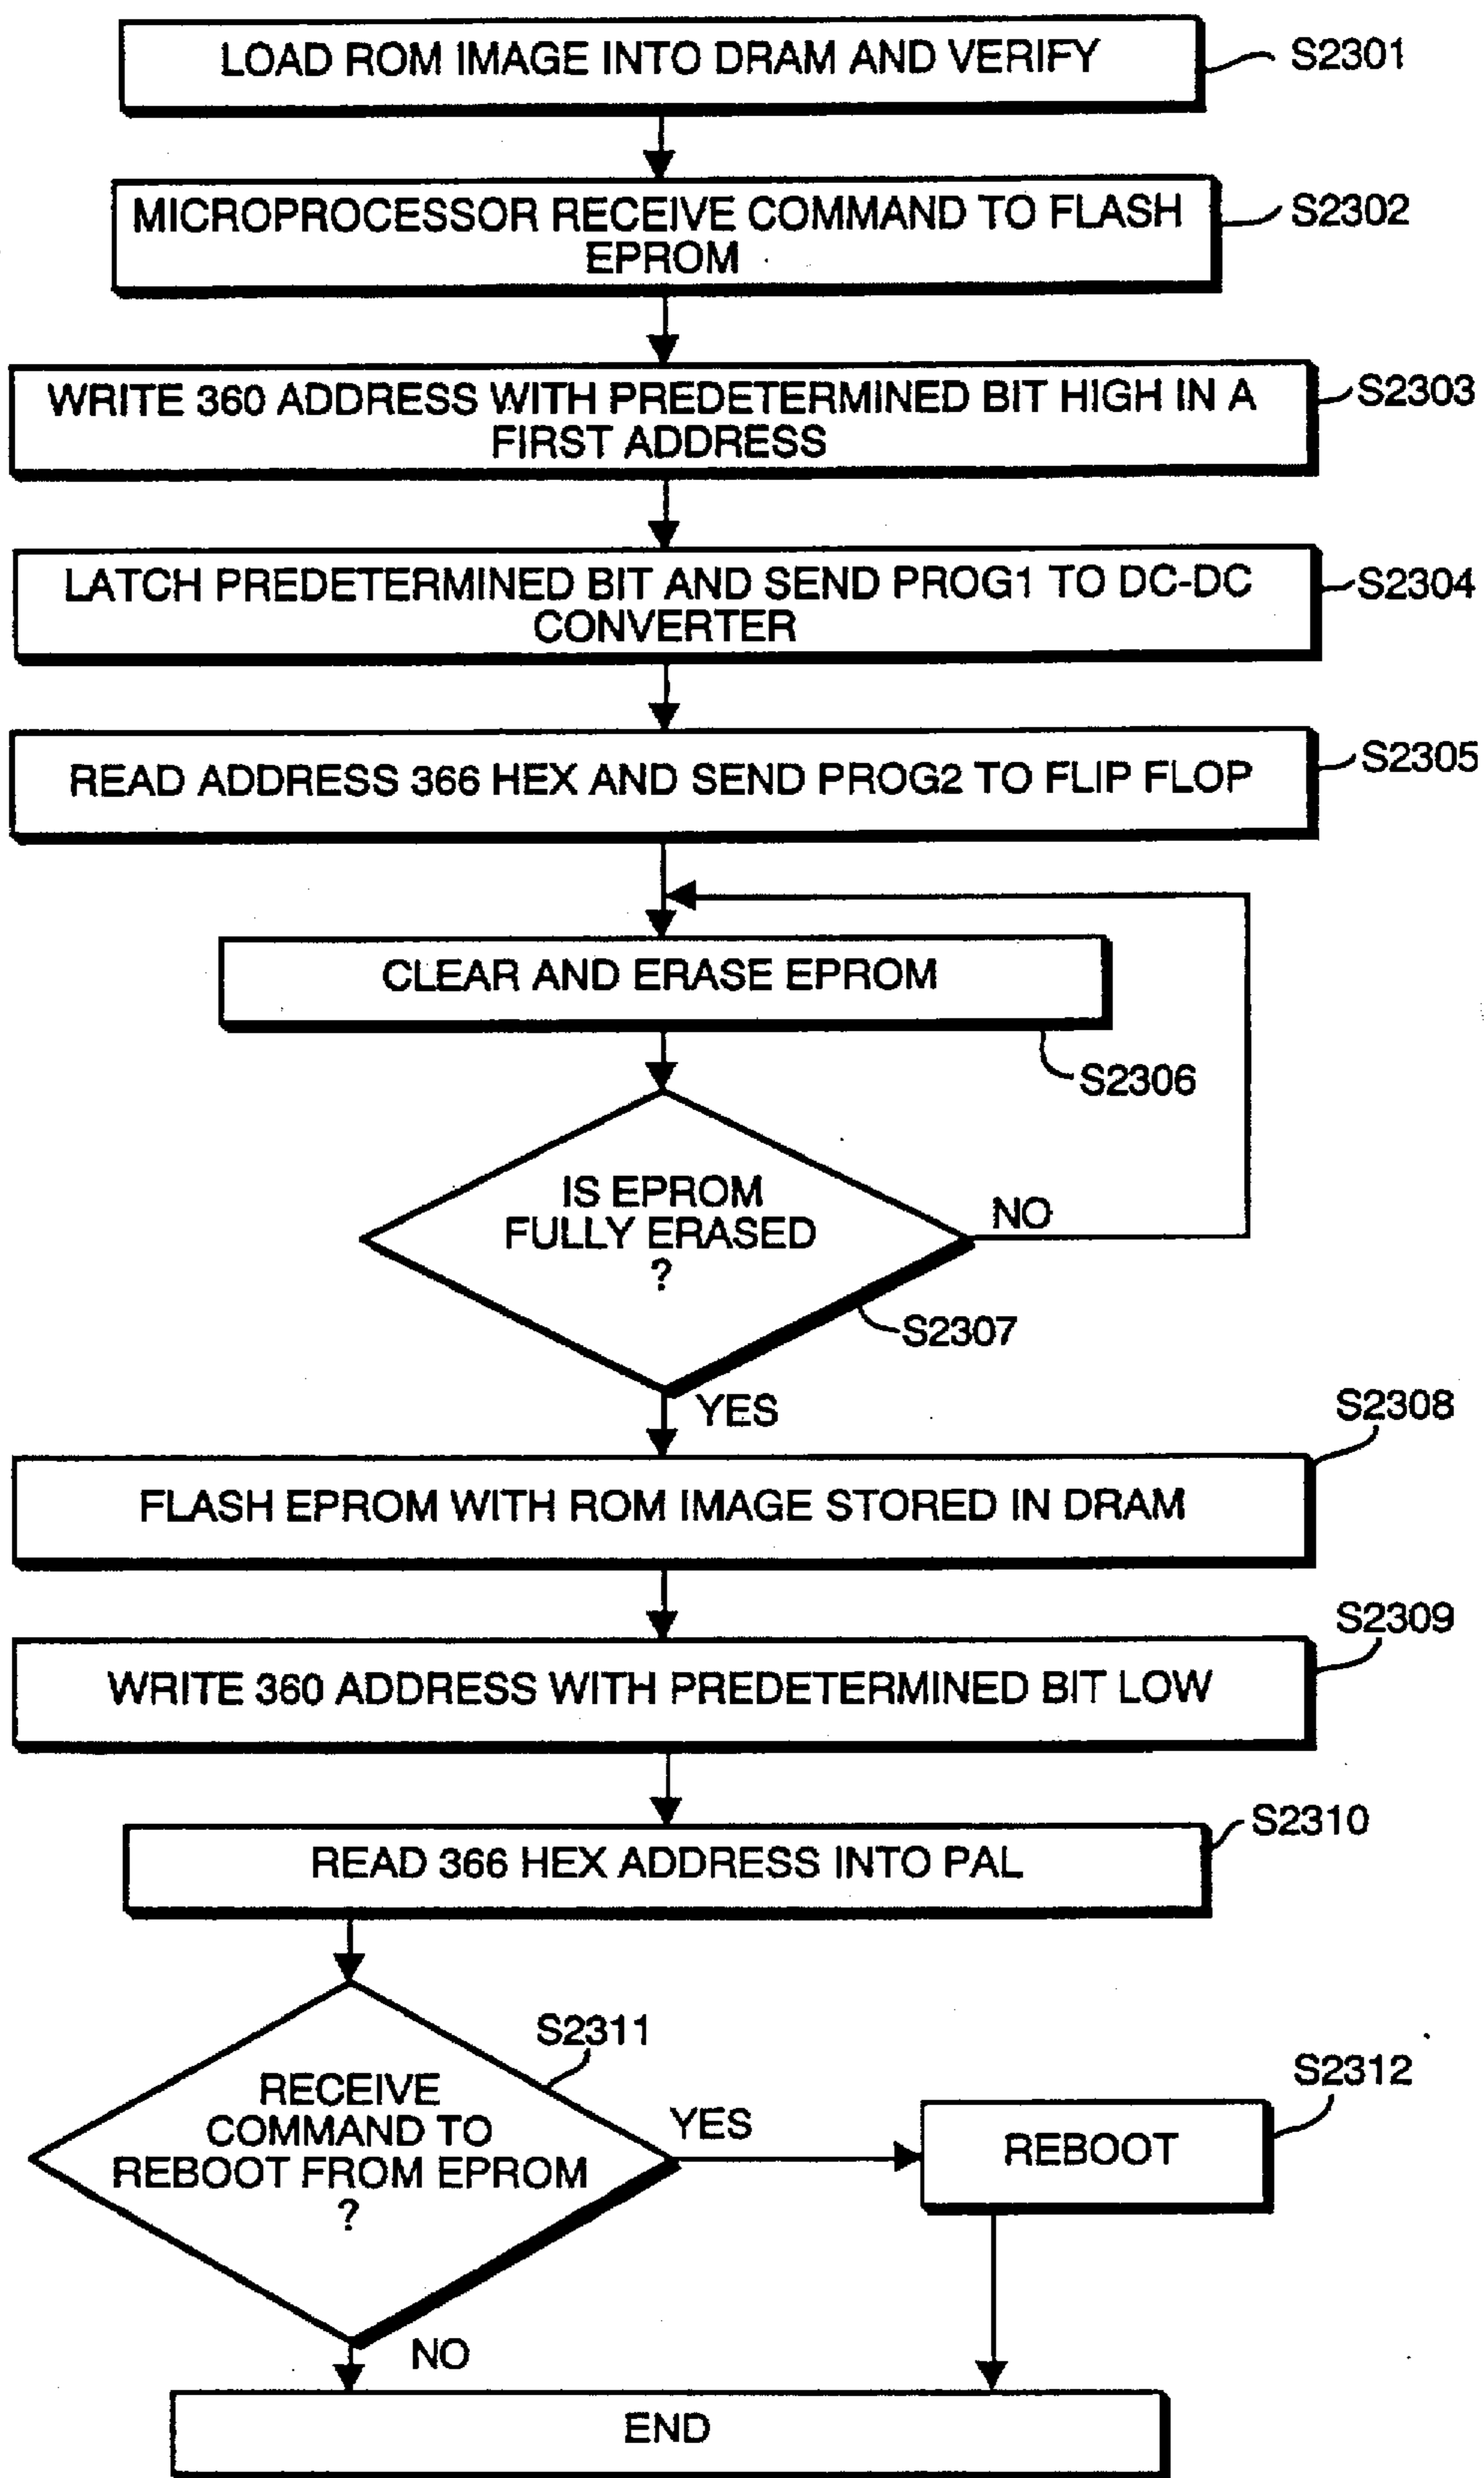 LOAD ROM IMAGE INTO DRAM AND VERIFY
S2301
MICROPROCESSOR RECEIVE COMMAND TO FLASH
EPROM
S2302
WRITE 360 ADDRESS WITH PREDETERMINED BIT HIGH IN A
FIRST ADDRESS
S2303
LATCH PREDETERMINED BIT AND SEND PROG1 TO DC-DC
CONVERTER
S2304
READ ADDRESS 366 HEX AND SEND PROG2 TO FLIP FLOP
S2305
CLEAR AND ERASE EPROM
S2306
IS EPROM
FULLY ERASED
?
NO
S2307
YES
S2308
FLASH EPROM WITH ROM IMAGE STORED IN DRAM
S2309
WRITE 360 ADDRESS WITH PREDETERMINED BIT LOW
S2310
READ 366 HEX ADDRESS INTO PAL
S2311
RECEIVE
COMMAND TO
REBOOT FROM EPROM
?
YES
S2312
REBOOT
NO
END